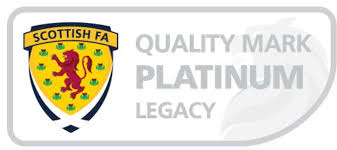 SCOTTISH FA
QUALITY MARK
PLATINUM
LEGACY